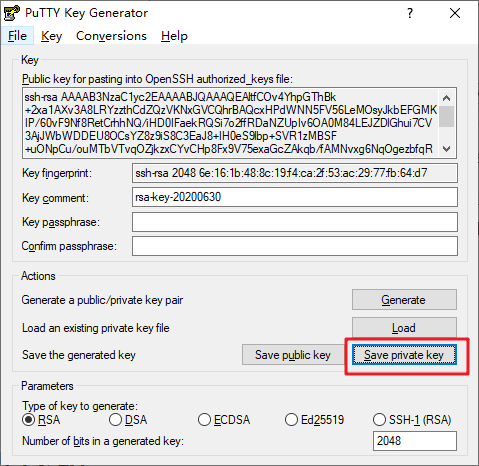 PuTTY Key Generator
File Key Conversions Help
Key
Public key for pasting into OpenSSH authorized_keys file:
ssh-rsa AAAAB3NzaC1yc2EAAAABJQAAAQEAltfCOv4YhpGThBk
+2xa1AXv3A8LRYzzthCdZQzVKNxGVCQhrBAQcxHPdWNN5FV56LeMOsyJkbEFGMK
IP/60vF9Nf8RetCrhhNQ/iHD0IFaekRQSi7o2ffRDaNZUpIv6OA0M84LEJZDlGhui7CV
3AjJWbWDDEU8OCsYZ8z9iS8C3EaJ8+IH0eS9lbp+SVR1zMBSF
+uONpCu/ouMTbVTvqOZjkzxCYvCHp8Fx9V75exaGcZAkqb/fAMNvxg6NqOgezbfqR
Key fingerprint: ssh-rsa 2048 6e:16:1b:48:8c:19:f4:ca:2f:53:ac:29:77:fb:64:d7
Key comment: rsa-key-20200630
Key passphrase:
Confirm passphrase:
Actions
Generate a public/private key pair Generate
Load an existing private key file Load
Save the generated key Save public key Save private key
Parameters
Type of key to generate:
RSA DSA ECDSA Ed25519 SSH-1 (RSA)
Number of bits in a generated key: 2048